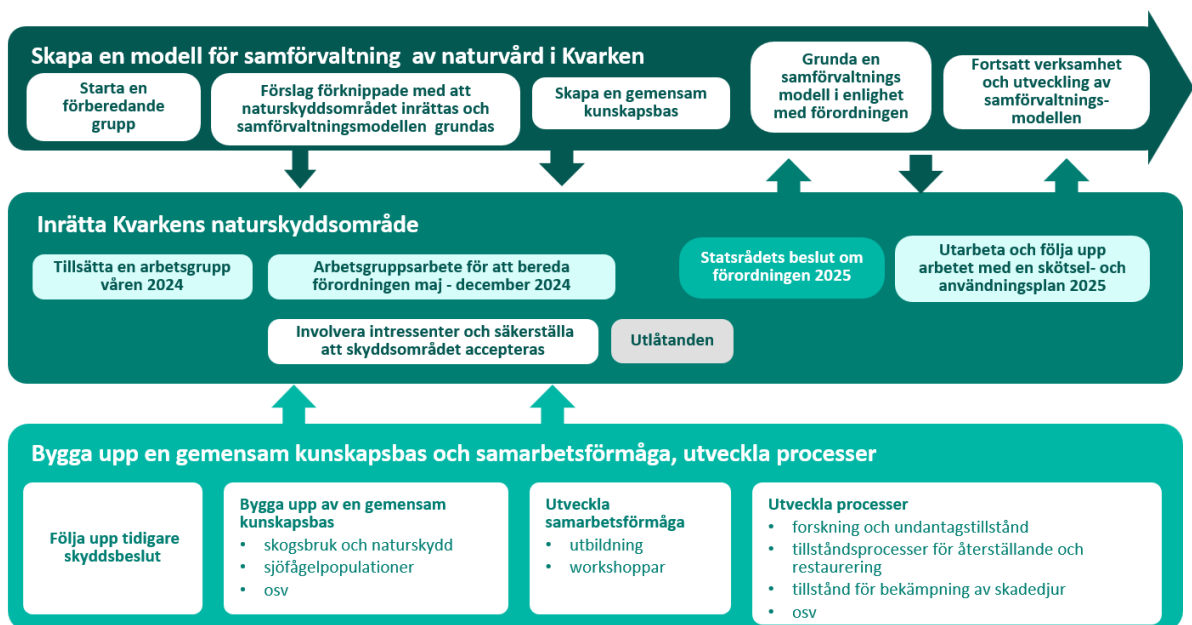 Skapa en modell för samförvaltning av naturvård i Kvarken
Starta en
förberedande
grupp
Förslag förknippade med att
naturskyddsområdet inrättas och
samförvaltningsmodellen grundas
Skapa en gemensam
kunskapsbas
Grunda en
samförvaltnings
modell i enlighet
med förordningen
Fortsatt verksamhet
och utveckling av
samförvaltnings-
modellen
Inrätta Kvarkens naturskyddsområde
Tillsätta en arbetsgrupp
våren 2024
Arbetsgruppsarbete för att bereda
förordningen maj - december 2024
Statsrådets beslut om
förordningen 2025
Utarbeta och följa upp
arbetet med en skötsel- och
användningsplan 2025
Involvera intressenter och säkerställa
att skyddsområdet accepteras
Utlåtanden
Bygga upp en gemensam kunskapsbas och samarbetsförmåga, utveckla processer
Följa upp tidigare
skyddsbeslut
Bygga upp av en gemensam
kunskapsbas
• skogsbruk och naturskydd
• sjöfågelpopulationer
• osv
Utveckla
samarbetsförmåga
• utbildning
• workshoppar
Utveckla processer
• forskning och undantagstillstånd
• tillståndsprocesser för återställande och
restaurering
• tillstånd för bekämpning av skadedjur
• osv